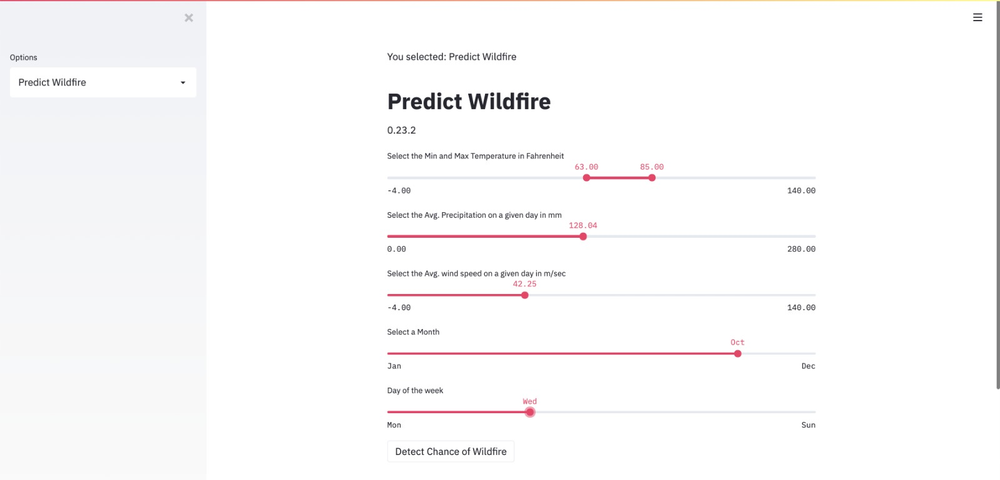 Options
Predict Wildfire
You selected: Predict Wildfire
Predict Wildfire
0.23.2
Select the Min and Max Temperature in Fahrenheit
63.00 85.00
-4.00 140.00
Select the Avg. Precipitation on a given day in mm
128.04
0.00 280.00
Select the Avg. wind speed on a given day in m/sec
42.25
-4.00 140.00
Select a Month
Oct
Jan Dec
Day of the week
Wed
Mon Sun
Detect Chance of Wildfire